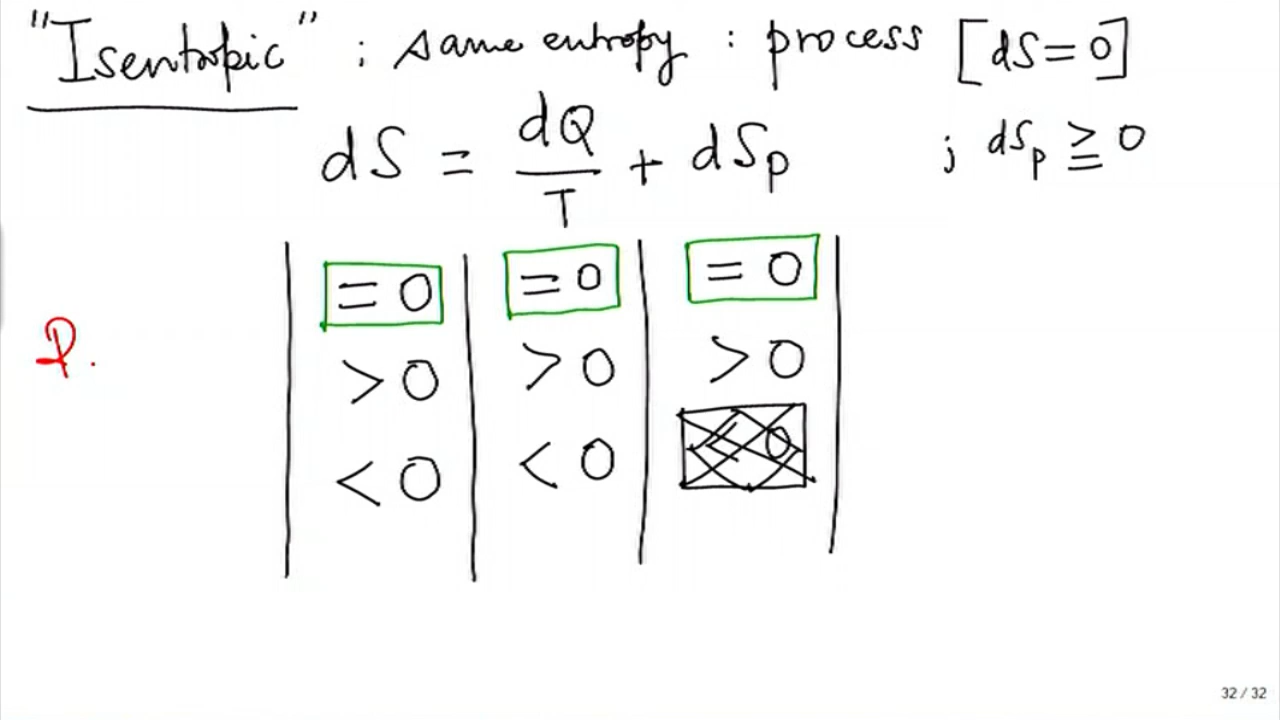 "Isentropic" ; same entropy : process [dS = 0]
dS = dQ/T + dSp ; dSp ≥ 0
= 0 = 0 = 0
> 0 > 0 > 0
< 0 < 0 < 0
32 / 32